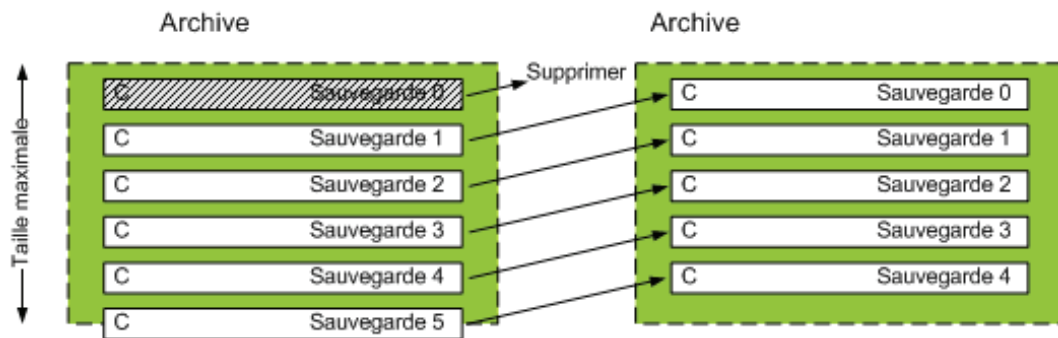 Archive
Archive
Taille maximale
C Sauvegarde 0
Supprimer
C Sauvegarde 1
C Sauvegarde 2
C Sauvegarde 3
C Sauvegarde 4
C Sauvegarde 5
C Sauvegarde 0
C Sauvegarde 1
C Sauvegarde 2
C Sauvegarde 3
C Sauvegarde 4